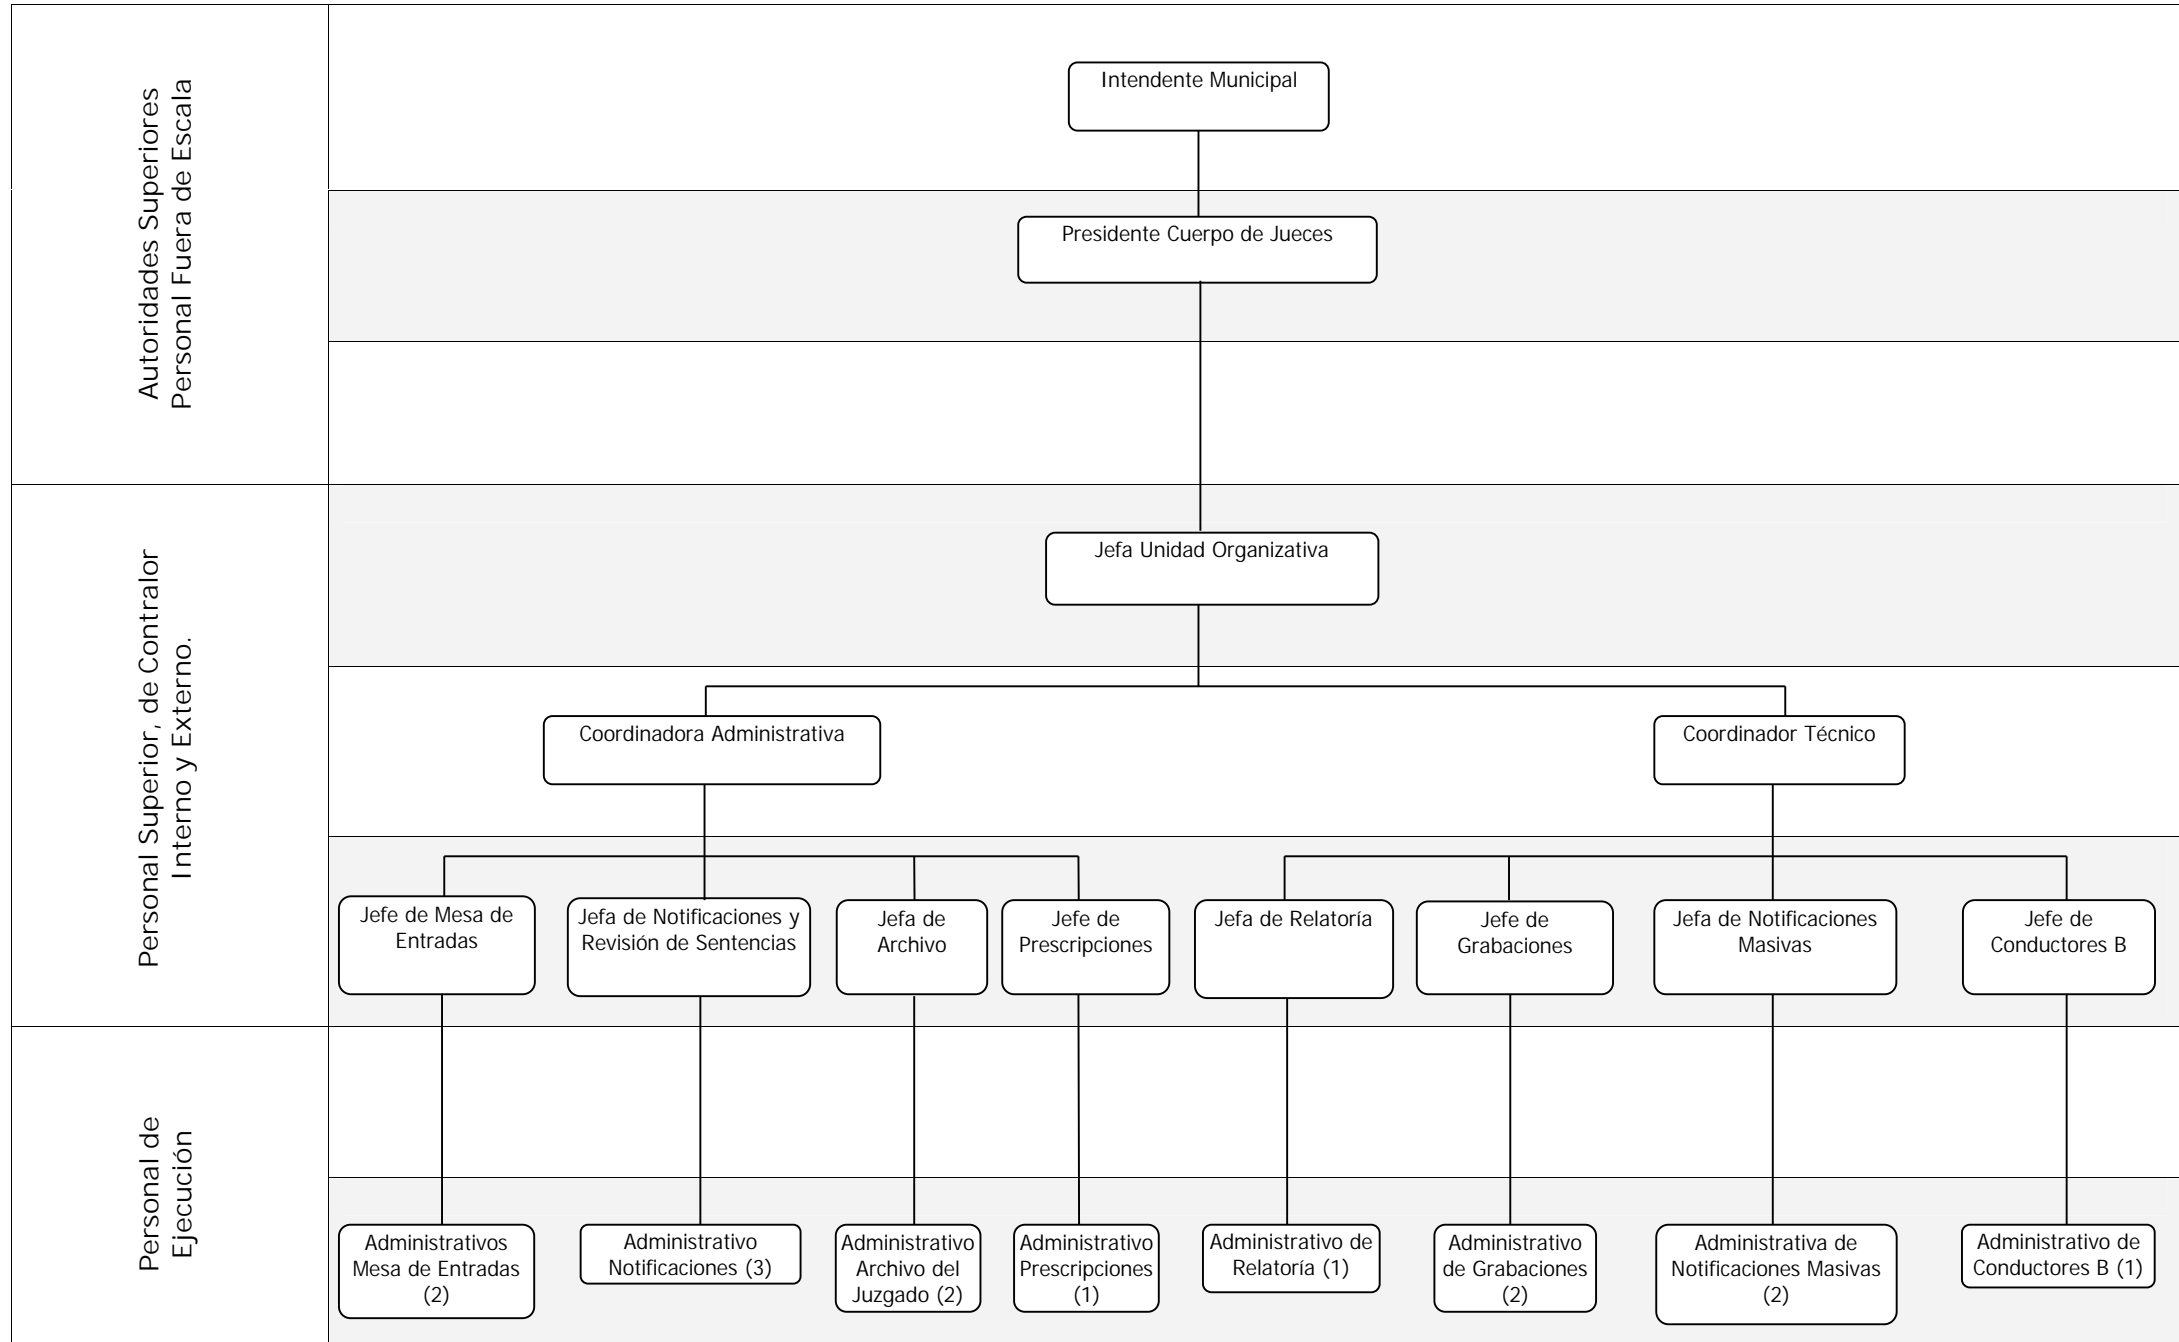 Autoridades Superiores
Personal Fuera de Escala
Intendente Municipal
Presidente Cuerpo de Jueces
Personal Superior, de Contralor
Interno y Externo.
Jefa Unidad Organizativa
Coordinadora Administrativa
Coordinador Técnico
Jefe de Mesa de
Entradas
Jefa de Notificaciones y
Revisión de Sentencias
Jefa de
Archivo
Jefe de
Prescripciones
Jefa de Relatoría
Jefe de
Grabaciones
Jefa de Notificaciones
Masivas
Jefe de
Conductores B
Personal de
Ejecución
Administrativos
Mesa de Entradas
(2)
Administrativo
Notificaciones (3)
Administrativo
Archivo del
Juzgado (2)
Administrativo
Prescripciones
(1)
Administrativo de
Relatoría (1)
Administrativo
de Grabaciones
(2)
Administrativa de
Notificaciones Masivas
(2)
Administrativo de
Conductores B (1)